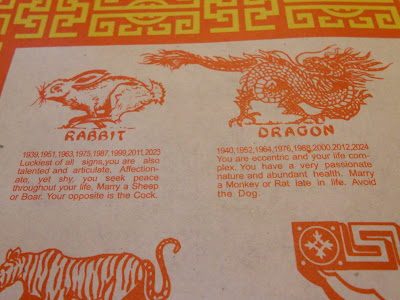 RABBIT
1939,1951,1963,1975,1987,1999,2011,2023
Luckiest of all signs,you are also
talented and articulate. Affection-
ate, yet shy, you seek peace
throughout your life. Marry a Sheep
or Boar. Your opposite is the Cock.
DRAGON
1940,1952,1964,1976,1988,2000,2012,2024
You are eccentric and your life com-
plex. You have a very passionate
nature and abundant health. Marry
a Monkey or Rat late in life. Avoid
the Dog.